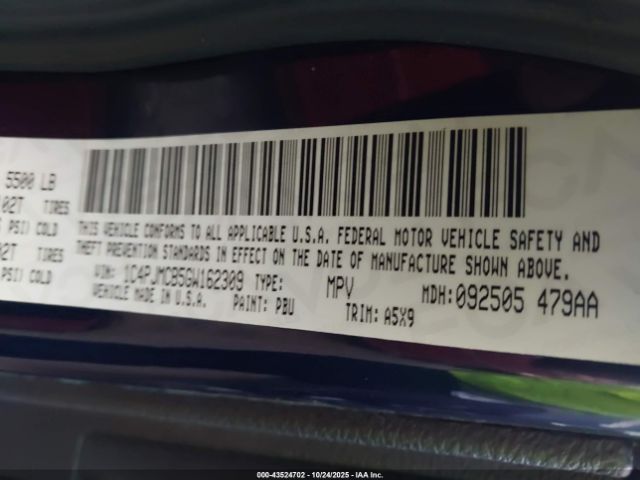 5500 LB
02T TIRES
PSI) COLD
02T TIRES
PSI) COLD
THIS VEHICLE CONFORMS TO ALL APPLICABLE U.S.A. FEDERAL MOTOR VEHICLE SAFETY AND
THEFT PREVENTION STANDARDS IN EFFECT ON THE DATE OF MANUFACTURE SHOWN ABOVE.
VIN: 1C4PJMCB5GW162309 TYPE: MPV MDH:092505 479AA
VEHICLE MADE IN U.S.A. PAINT: PBU TRIM: A5X9
000-43524702 | 10/24/2025 | IAA Inc.